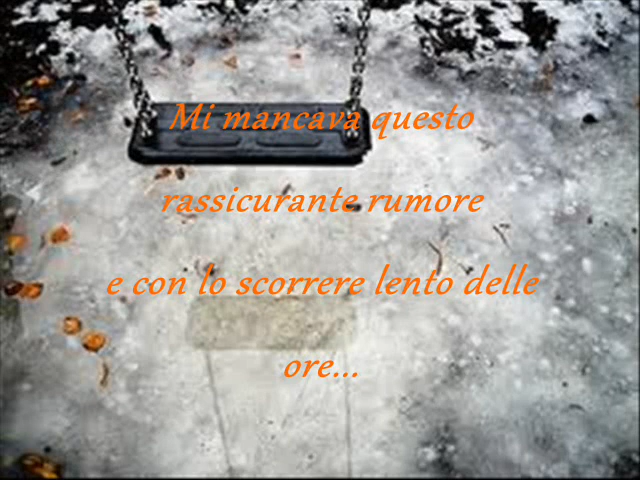 Mi mancava questo
rassicurante rumore
e con lo scorrere lento delle
ore...